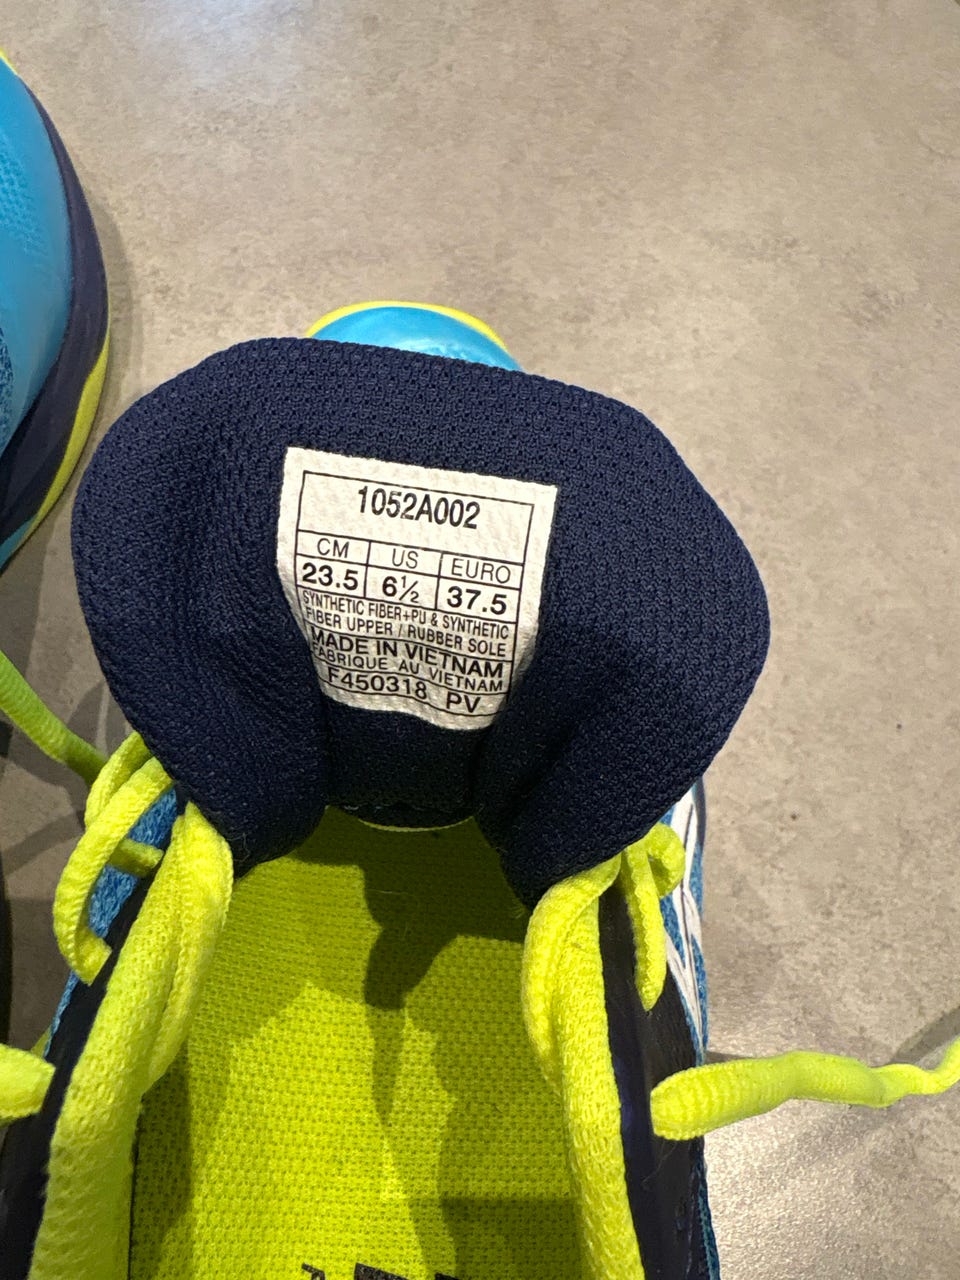 1052A002
CM US EURO
23.5 6½ 37.5
SYNTHETIC FIBER+PU & SYNTHETIC
FIBER UPPER / RUBBER SOLE
MADE IN VIETNAM
FABRIQUE AU VIETNAM
F450318 PV